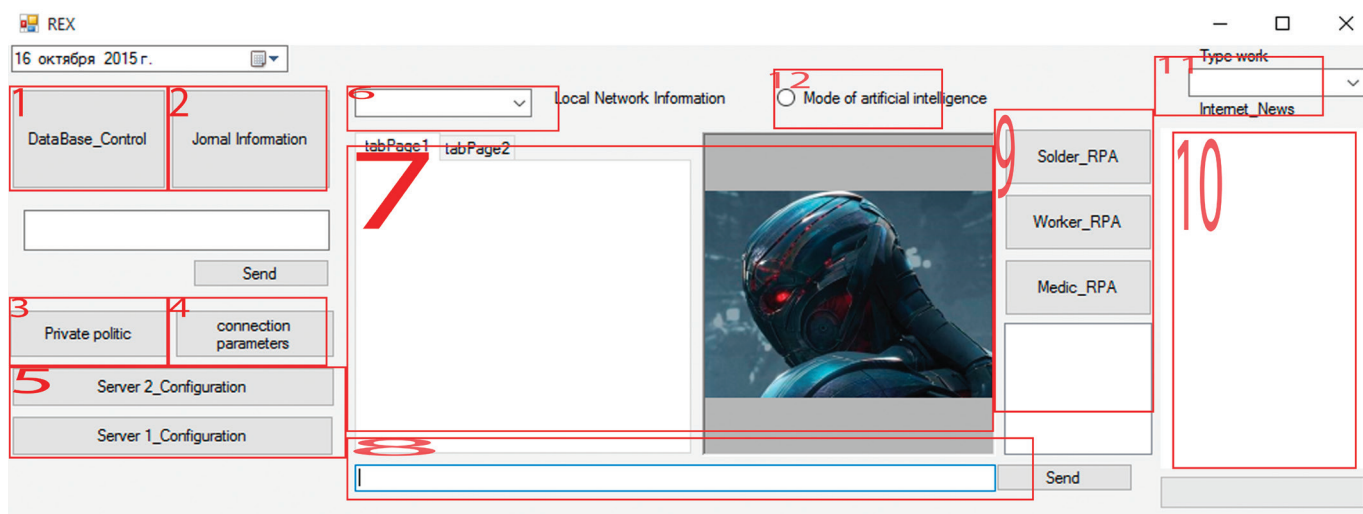 REX
16 октября 2015 г.
11 Type work
1 2 6 Local Network Information 12 Mode of artificial intelligence
Internet_News
DataBase_Control Jornal Information
tabPage1 tabPage2
7
9 Solder_RPA
10
Worker_RPA
Send
Medic_RPA
3 4
Private politic connection
parameters
5 Server 2_Configuration
Server 1_Configuration
8
Send